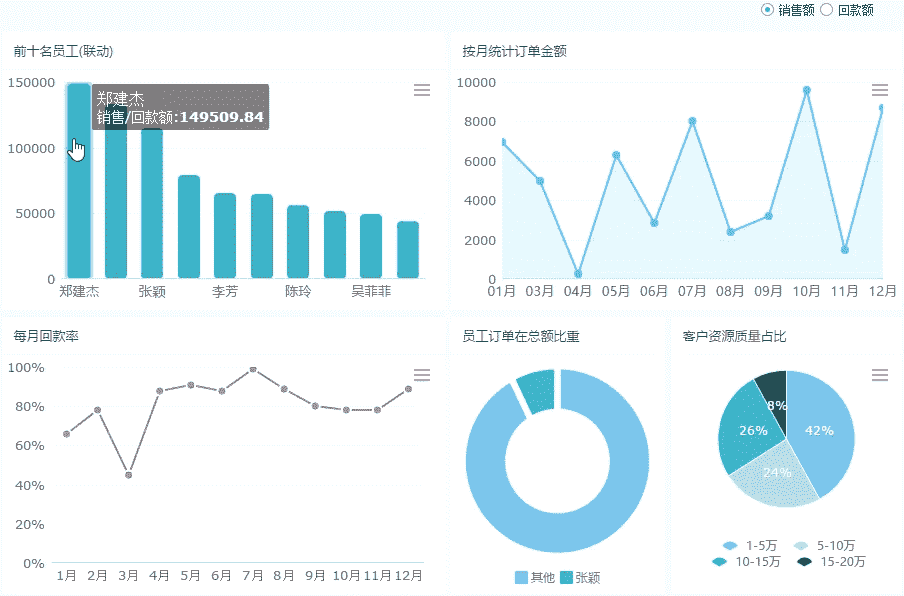 销售额 回款额
前十名员工(联动)
150000
100000
50000
0
郑建杰
销售/回款额:149509.84
郑建杰 张颖 李芳 陈玲 吴菲菲
按月统计订单金额
10000
8000
6000
4000
2000
0
01月 03月 04月 05月 06月 07月 08月 09月 10月 11月 12月
每月回款率
100%
80%
60%
40%
20%
0%
1月 2月 3月 4月 5月 6月 7月 8月 9月 10月 11月 12月
员工订单在总额比重
其他 张颖
客户资源质量占比
8%
26% 42%
24%
1-5万 5-10万
10-15万 15-20万